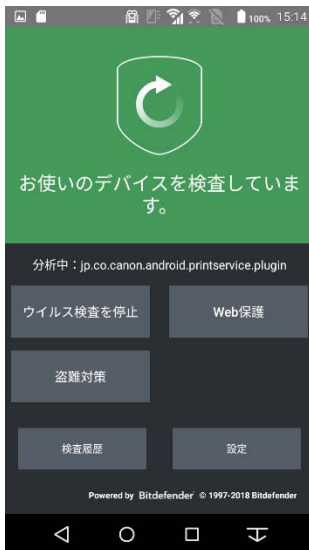 100% 15:14
お使いのデバイスを検査していま
す。
分析中：jp.co.canon.android.printservice.plugin
ウイルス検査を停止 Web保護
盗難対策
検査履歴 設定
Powered by Bitdefender © 1997-2018 Bitdefender